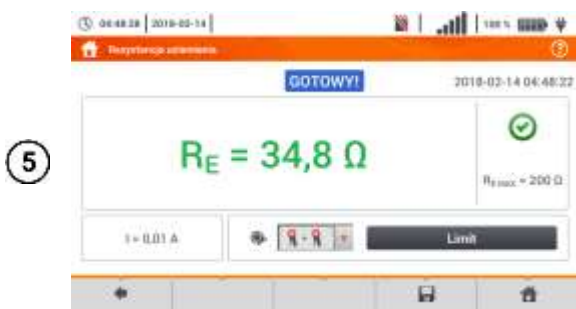 04:48:28 2018-02-14 100 %
Rezystancja uziemienia
GOTOWY! 2018-02-14 04:48:22
5
RE = 34,8 Ω
RE MAX = 200 Ω
I = 0,01 A
Limit